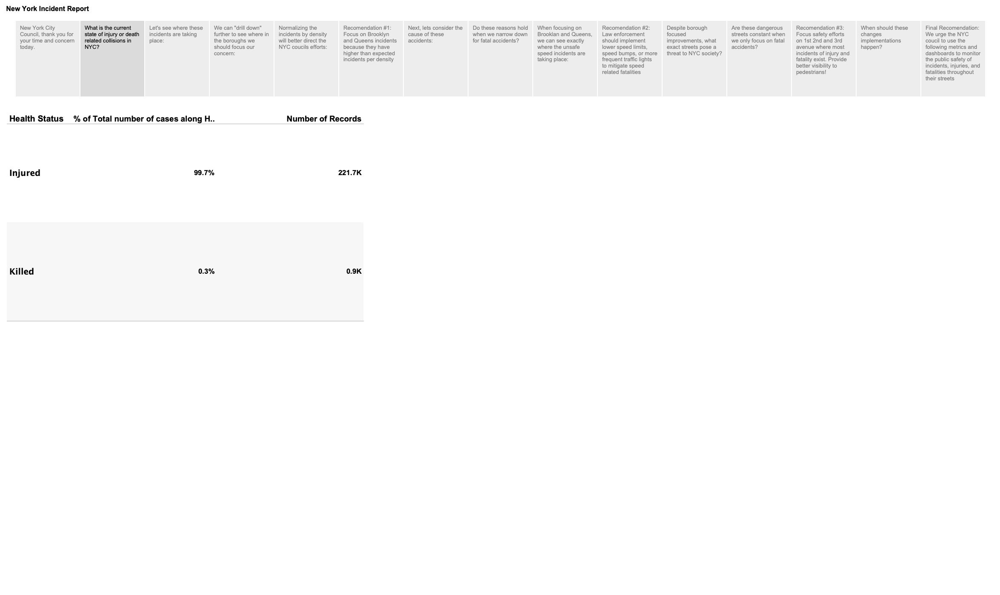 New York Incident Report
New York City
Council, thank you for
your time and concern
today.
What is the current
state of injury or death
related collisions in
NYC?
Let's see where these
incidents are taking
place:
We can "drill down"
further to see where in
the boroughs we
should focus our
concern:
Normalizing the
incidents by density
will better direct the
NYC coucils efforts:
Recomendation #1:
Focus on Brooklyn
and Queens incidents
because they have
higher than expected
incidents per density
Next, lets consider the
cause of these
accidents:
Do these reasons hold
when we narrow down
for fatal accidents?
When focusing on
Brooklan and Queens,
we can see exactly
where the unsafe
speed incidents are
taking place:
Recomendation #2:
Law enforcement
should implement
lower speed limits,
speed bumps, or more
frequent traffic lights
to mitigate speed
related fatalities
Despite borough
focused
improvements, what
exact streets pose a
threat to NYC society?
Are these dangerous
streets constant when
we only focus on fatal
accidents?
Recomendation #3:
Focus safety efforts
on 1st 2nd and 3rd
avenue where most
incidents of injury and
fatality exist. Provide
better visibility to
pedestrians!
When should these
changes
implementations
happen?
Final Recomendation:
We urge the NYC
coucil to use the
following metrics and
dashboards to monitor
the public safety of
incidents, injuries, and
fatalities throughout
their streets
Health Status % of Total number of cases along H.. Number of Records
Injured 99.7% 221.7K
Killed 0.3% 0.9K